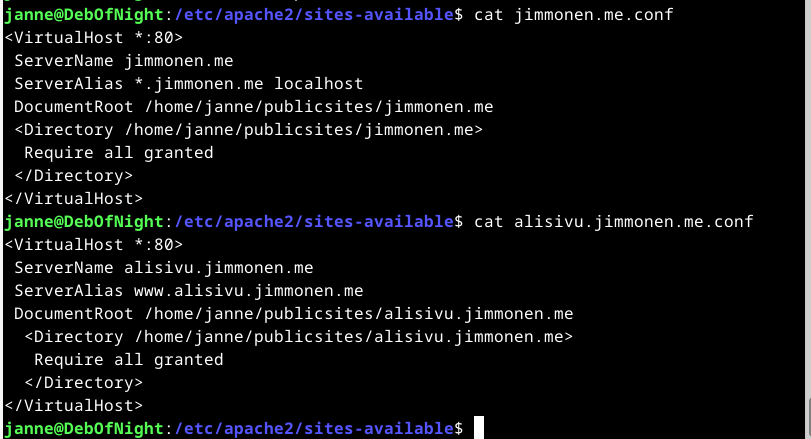 janne@DebOfNight:/etc/apache2/sites-available$ cat jimmonen.me.conf
<VirtualHost *:80>
 ServerName jimmonen.me
 ServerAlias *.jimmonen.me localhost
 DocumentRoot /home/janne/publicsites/jimmonen.me
 <Directory /home/janne/publicsites/jimmonen.me>
  Require all granted
 </Directory>
</VirtualHost>
janne@DebOfNight:/etc/apache2/sites-available$ cat alisivu.jimmonen.me.conf
<VirtualHost *:80>
 ServerName alisivu.jimmonen.me
 ServerAlias www.alisivu.jimmonen.me
 DocumentRoot /home/janne/publicsites/alisivu.jimmonen.me
  <Directory /home/janne/publicsites/alisivu.jimmonen.me>
   Require all granted
  </Directory>
</VirtualHost>
janne@DebOfNight:/etc/apache2/sites-available$